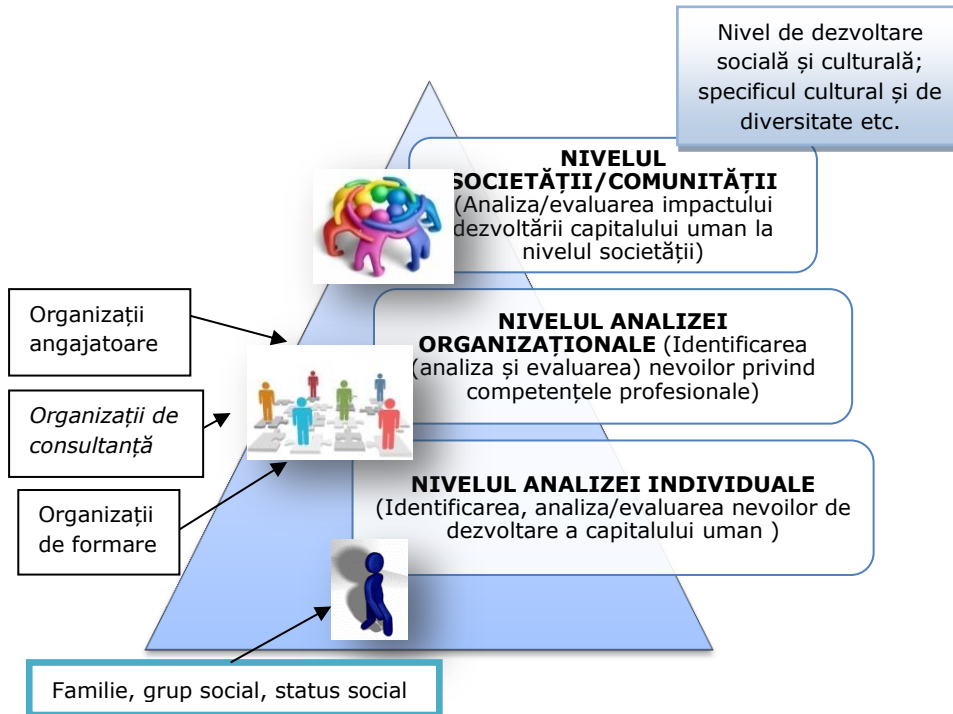 Nivel de dezvoltare
socială și culturală;
specificul cultural și de
diversitate etc.
NIVELUL
SOCIETĂȚII/COMUNITĂȚII
(Analiza/evaluarea impactului
dezvoltării capitalului uman la
nivelul societății)
Organizații
angajatoare
NIVELUL ANALIZEI
ORGANIZAȚIONALE (Identificarea
(analiza și evaluarea) nevoilor privind
competențele profesionale)
Organizații de
consultanță
Organizații
de formare
NIVELUL ANALIZEI INDIVIDUALE
(Identificarea, analiza/evaluarea nevoilor de
dezvoltare a capitalului uman )
Familie, grup social, status social